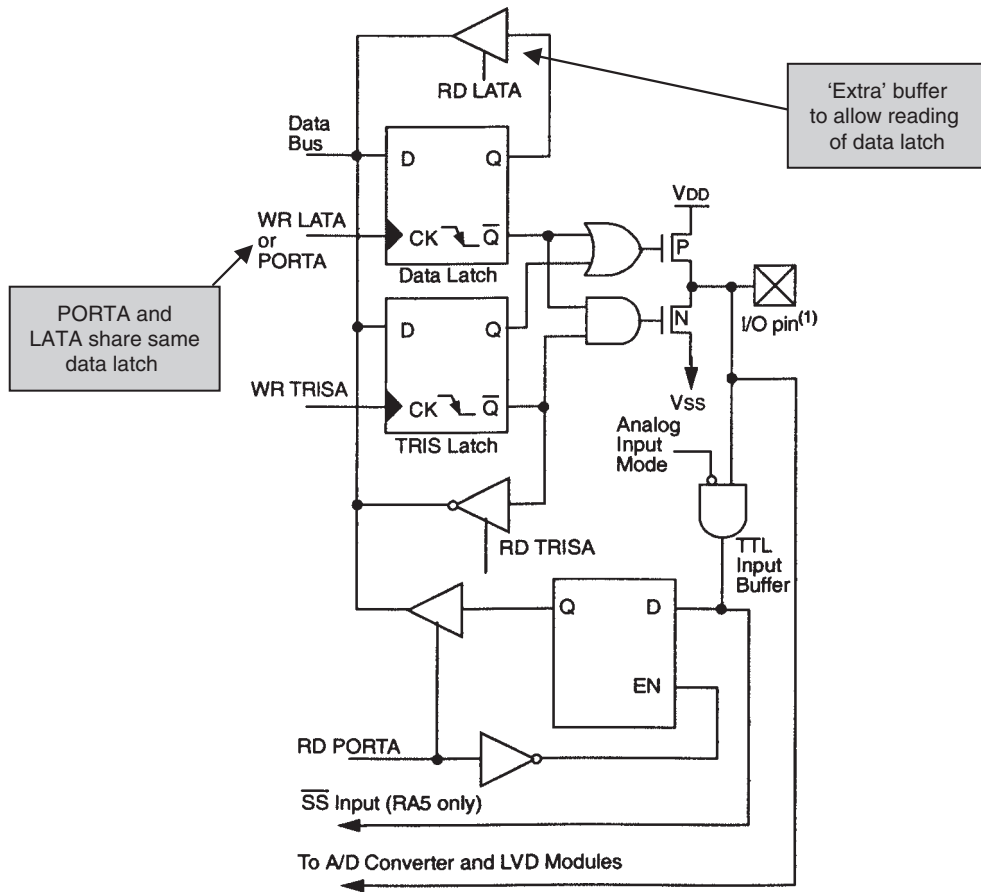 RD LATA
'Extra' buffer
to allow reading
of data latch
Data
Bus
D
Q
VDD
WR LATA
or
PORTA
CK
Q̅
P
Data Latch
PORTA and
LATA share same
data latch
D
Q
N
I/O pin(1)
WR TRISA
CK
Q̅
VSS
TRIS Latch
Analog
Input
Mode
RD TRISA
TTL
Input
Buffer
Q
D
EN
RD PORTA
S̅S̅ Input (RA5 only)
To A/D Converter and LVD Modules